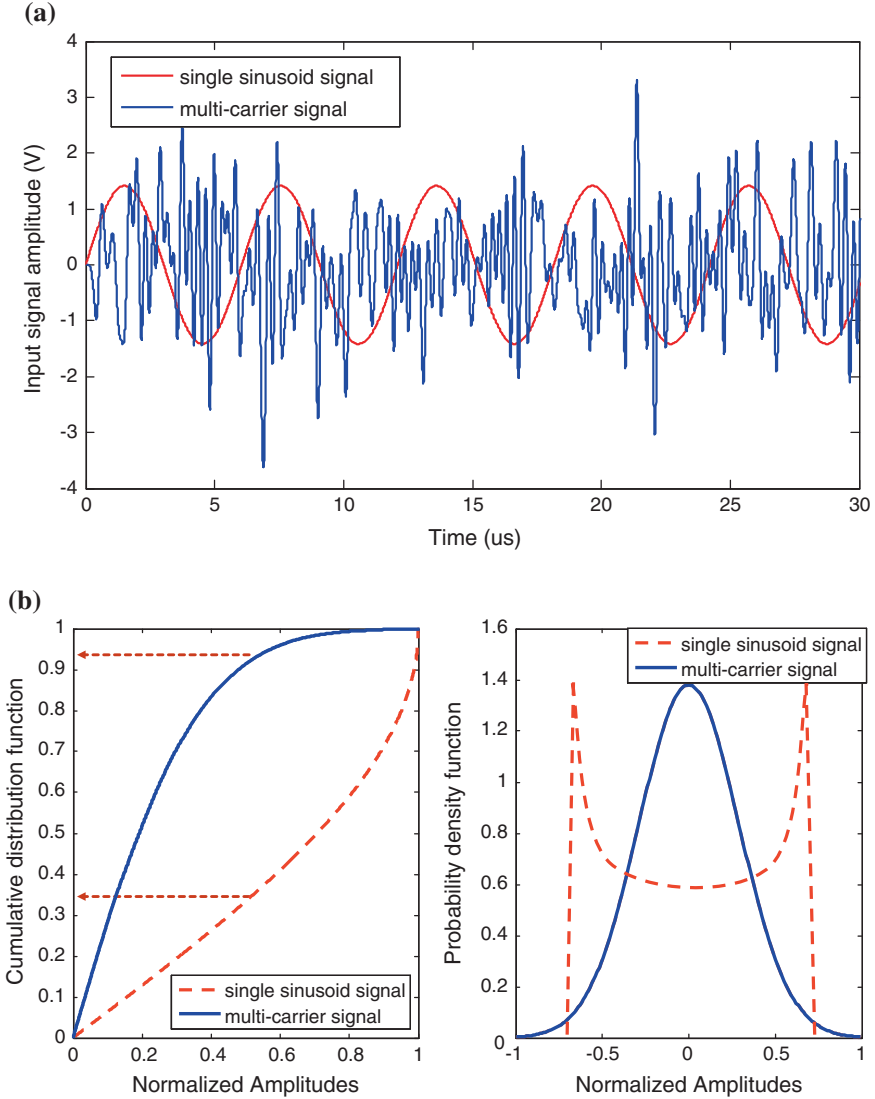 (a)
4
3
2
1
0
-1
-2
-3
-4
Input signal amplitude (V)
single sinusoid signal
multi-carrier signal
0 5 10 15 20 25 30
Time (us)
(b)
1
0.9
0.8
0.7
0.6
0.5
0.4
0.3
0.2
0.1
0
Cumulative distribution function
single sinusoid signal
multi-carrier signal
0 0.2 0.4 0.6 0.8 1
Normalized Amplitudes
1.6
1.4
1.2
1
0.8
0.6
0.4
0.2
0
Probability density function
single sinusoid signal
multi-carrier signal
-1 -0.5 0 0.5 1
Normalized Amplitudes